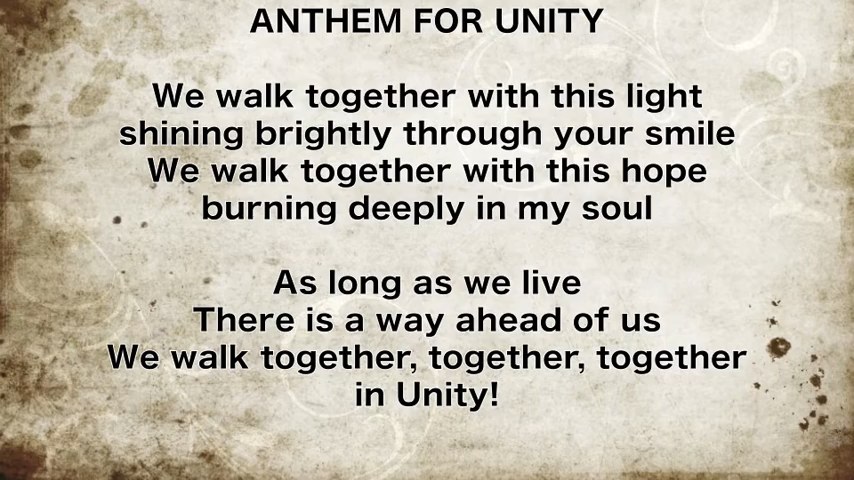 ANTHEM FOR UNITY
We walk together with this light
shining brightly through your smile
We walk together with this hope
burning deeply in my soul
As long as we live
There is a way ahead of us
We walk together, together, together
in Unity!